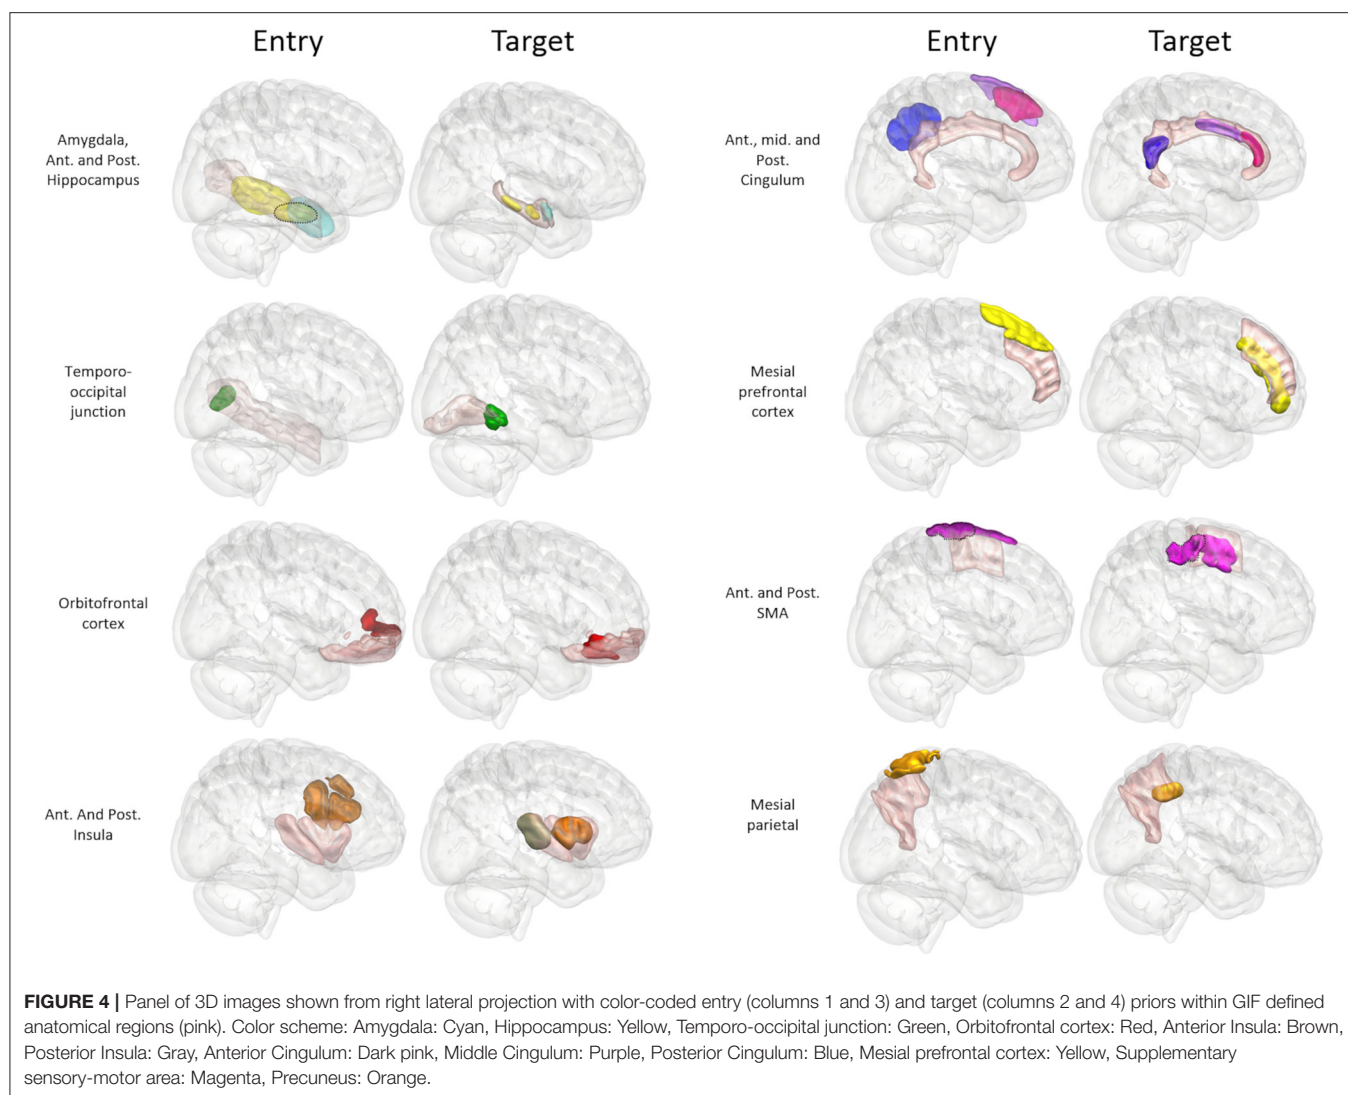 Entry
Target
Entry
Target
Amygdala,
Ant. and Post.
Hippocampus
Ant., mid. and
Post.
Cingulum
Temporo-
occipital
junction
Mesial
prefrontal
cortex
Orbitofrontal
cortex
Ant. and Post.
SMA
Ant. And Post.
Insula
Mesial
parietal
FIGURE 4 | Panel of 3D images shown from right lateral projection with color-coded entry (columns 1 and 3) and target (columns 2 and 4) priors within GIF defined
anatomical regions (pink). Color scheme: Amygdala: Cyan, Hippocampus: Yellow, Temporo-occipital junction: Green, Orbitofrontal cortex: Red, Anterior Insula: Brown,
Posterior Insula: Gray, Anterior Cingulum: Dark pink, Middle Cingulum: Purple, Posterior Cingulum: Blue, Mesial prefrontal cortex: Yellow, Supplementary
sensory-motor area: Magenta, Precuneus: Orange.